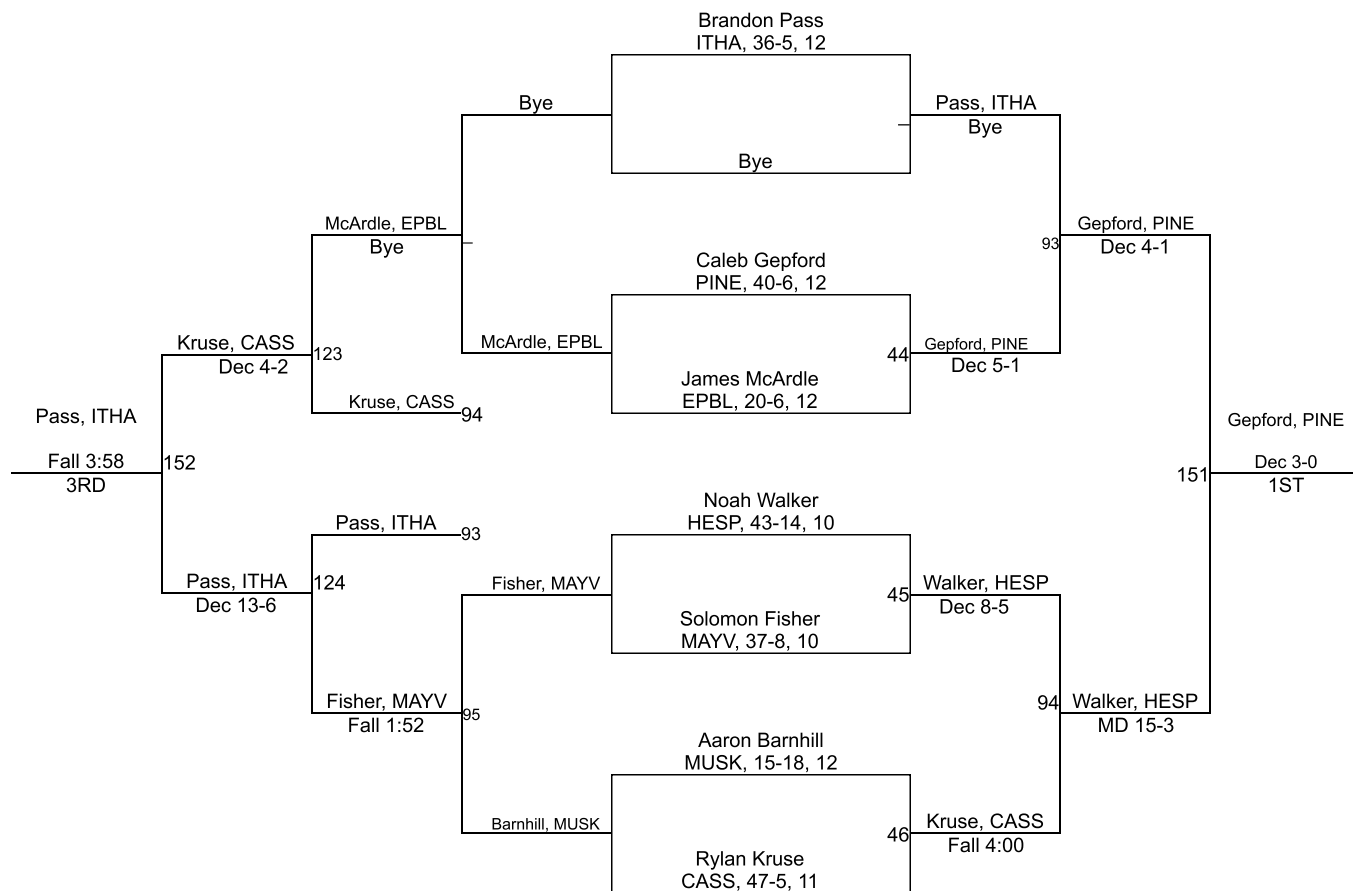 Brandon Pass
ITHA, 36-5, 12
Bye
Pass, ITHA
Bye
Bye
McArdle, EPBL
Bye
Gepford, PINE
93
Dec 4-1
Caleb Gepford
PINE, 40-6, 12
Kruse, CASS
123
Dec 4-2
McArdle, EPBL
44
Gepford, PINE
Dec 5-1
James McArdle
EPBL, 20-6, 12
Kruse, CASS
94
Pass, ITHA
Gepford, PINE
Fall 3:58
152
3RD
151
Dec 3-0
1ST
Noah Walker
HESP, 43-14, 10
Pass, ITHA
93
Pass, ITHA
124
Dec 13-6
Fisher, MAYV
45
Walker, HESP
Dec 8-5
Solomon Fisher
MAYV, 37-8, 10
Fisher, MAYV
95
Fall 1:52
94
Walker, HESP
MD 15-3
Aaron Barnhill
MUSK, 15-18, 12
Barnhill, MUSK
46
Kruse, CASS
Fall 4:00
Rylan Kruse
CASS, 47-5, 11